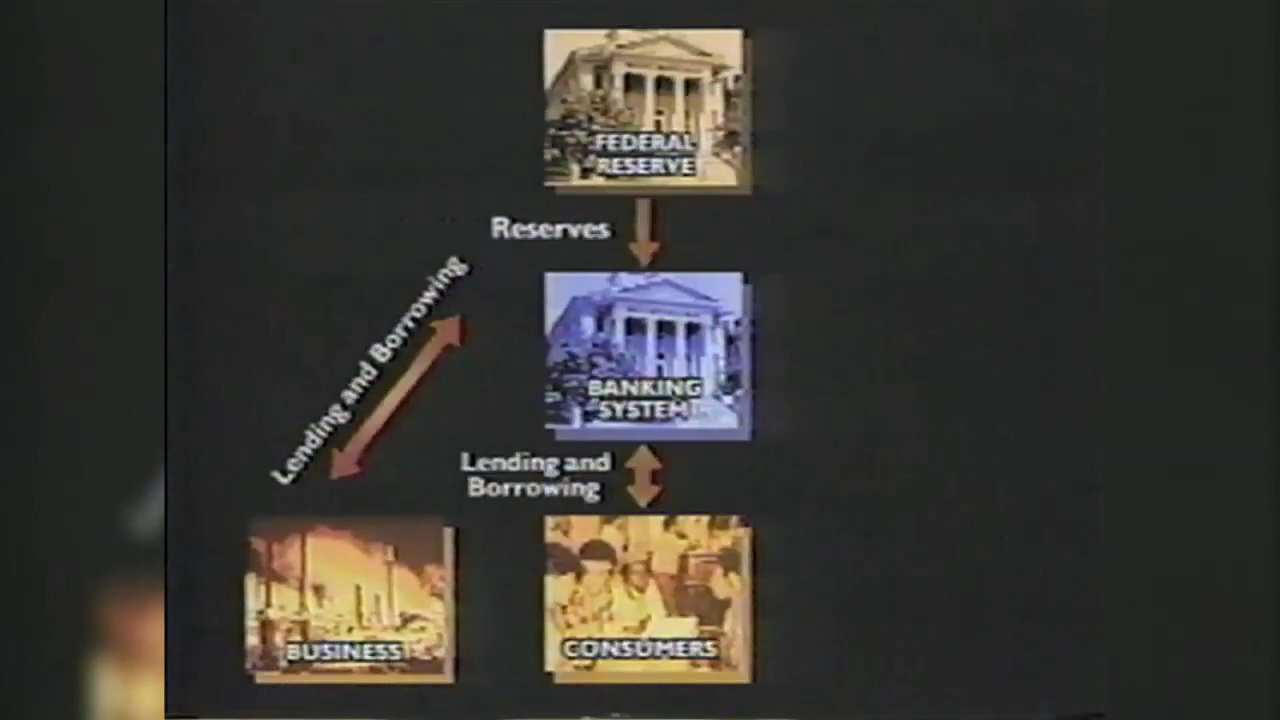 FEDERAL
RESERVE
Reserves
Lending and Borrowing
BANKING
SYSTEM
Lending and
Borrowing
BUSINESS
CONSUMERS